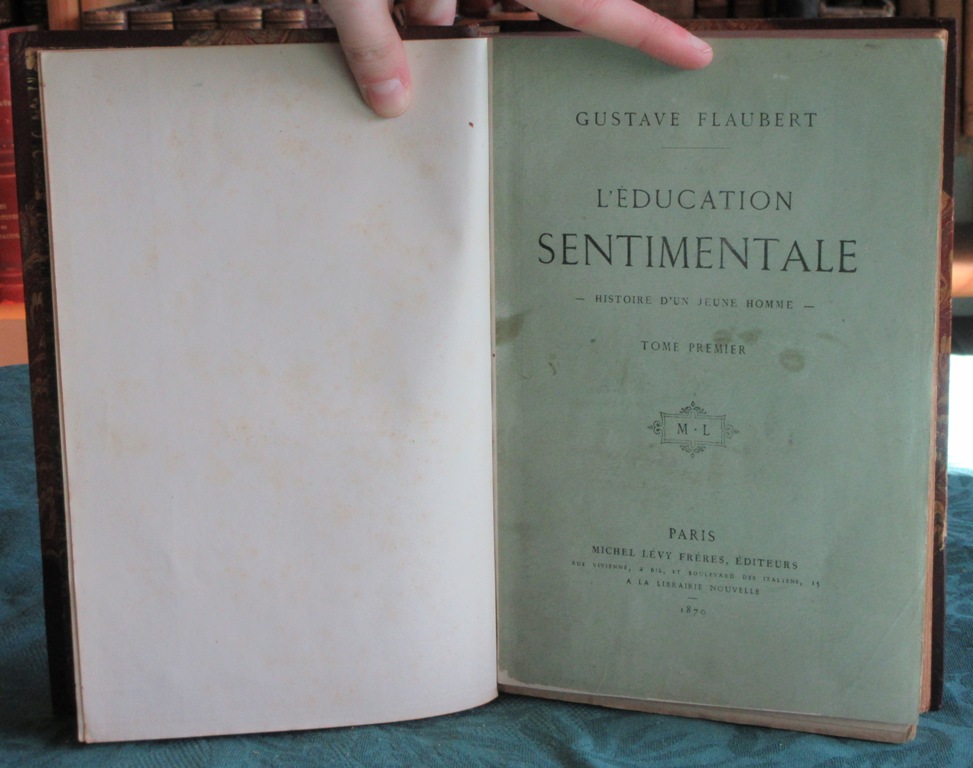 GUSTAVE FLAUBERT
L'ÉDUCATION
SENTIMENTALE
— HISTOIRE D'UN JEUNE HOMME —
TOME PREMIER
M · L
PARIS
MICHEL LÉVY FRÈRES, ÉDITEURS
RUE VIVIENNE, 2 BIS, ET BOULEVARD DES ITALIENS, 15
A LA LIBRAIRIE NOUVELLE
1870